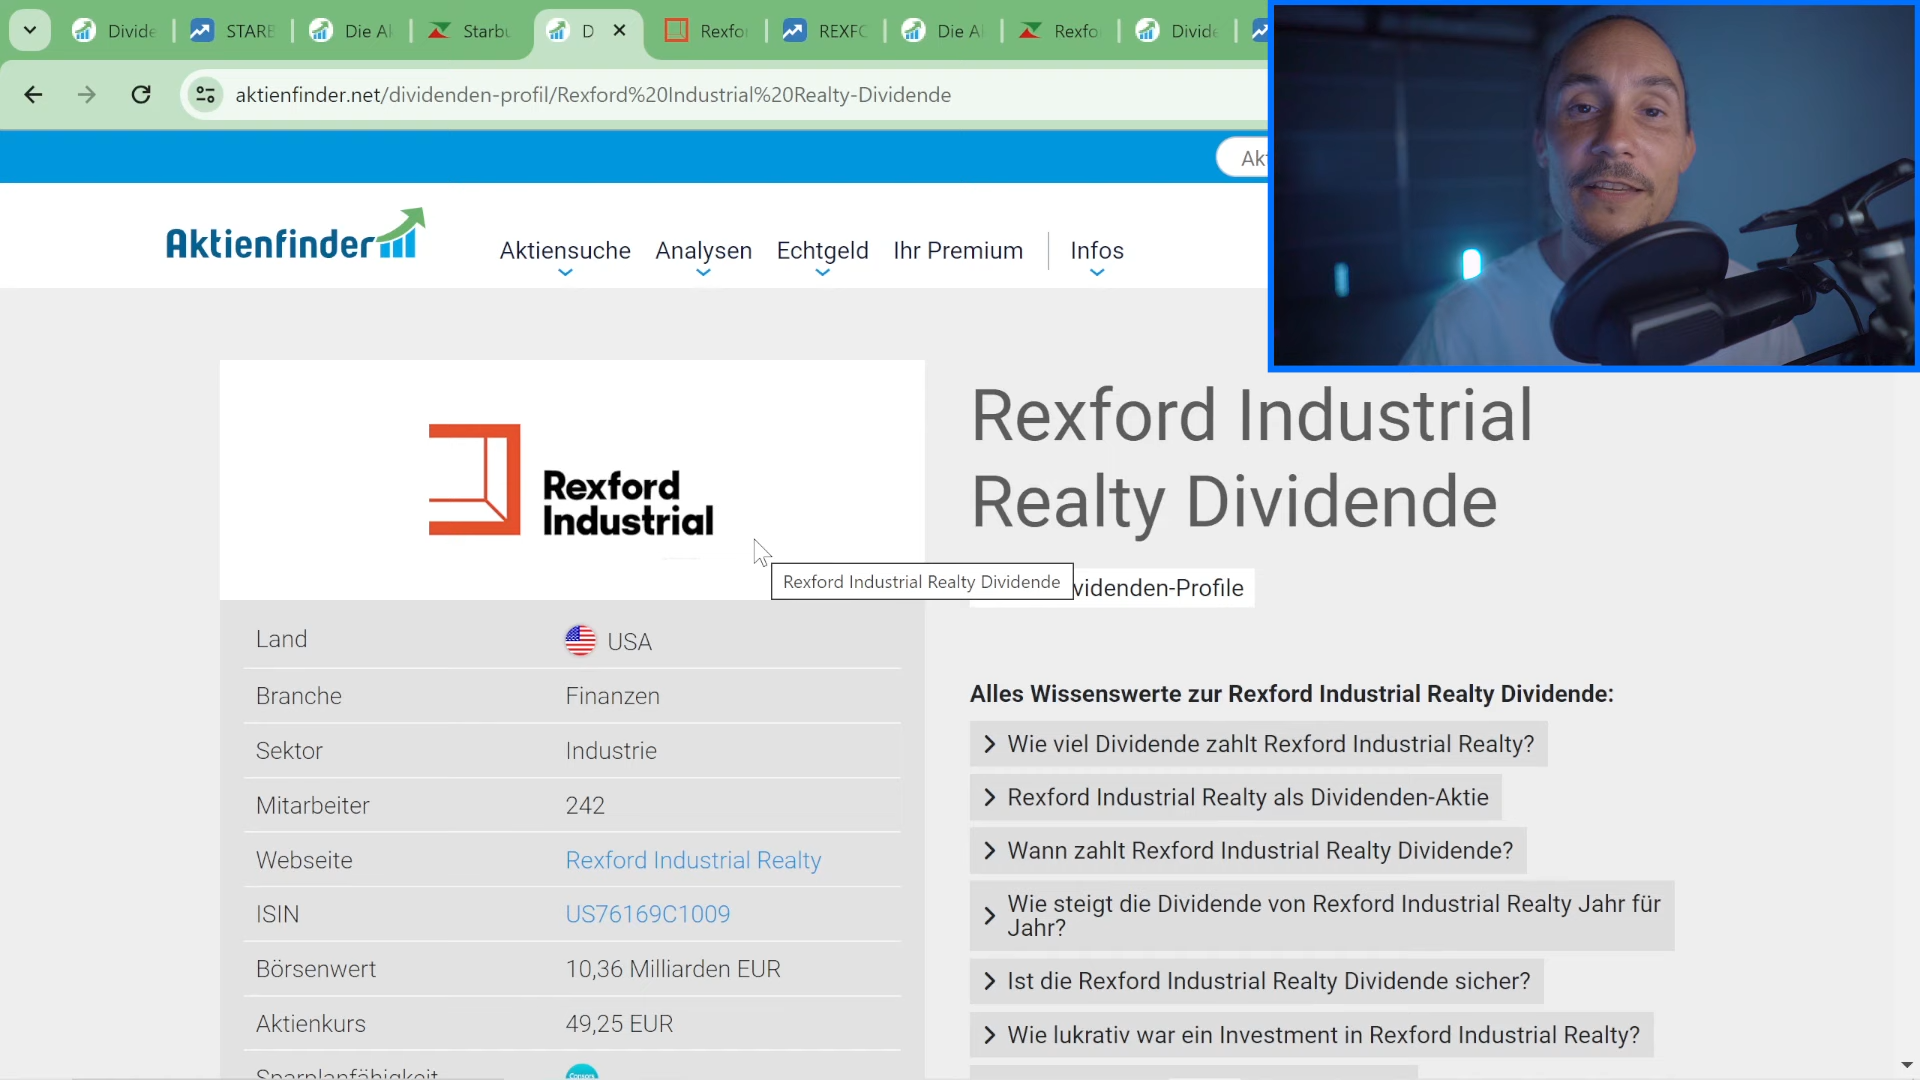 Divide
STARB
Die Ak
Starbu
D
Rexfo
REXFO
Die Ak
Rexfo
Divide
aktienfinder.net/dividenden-profil/Rexford%20Industrial%20Realty-Dividende
Akt
Aktienfinder
Aktiensuche
Analysen
Echtgeld
Ihr Premium
Infos
Rexford
Industrial
Rexford Industrial
Realty Dividende
Rexford Industrial Realty Dividende
videnden-Profile
Land USA
Branche Finanzen
Sektor Industrie
Mitarbeiter 242
Webseite Rexford Industrial Realty
ISIN US76169C1009
Börsenwert 10,36 Milliarden EUR
Aktienkurs 49,25 EUR
Sparplanfähigkeit
Alles Wissenswerte zur Rexford Industrial Realty Dividende:
Wie viel Dividende zahlt Rexford Industrial Realty?
Rexford Industrial Realty als Dividenden-Aktie
Wann zahlt Rexford Industrial Realty Dividende?
Wie steigt die Dividende von Rexford Industrial Realty Jahr für
Jahr?
Ist die Rexford Industrial Realty Dividende sicher?
Wie lukrativ war ein Investment in Rexford Industrial Realty?